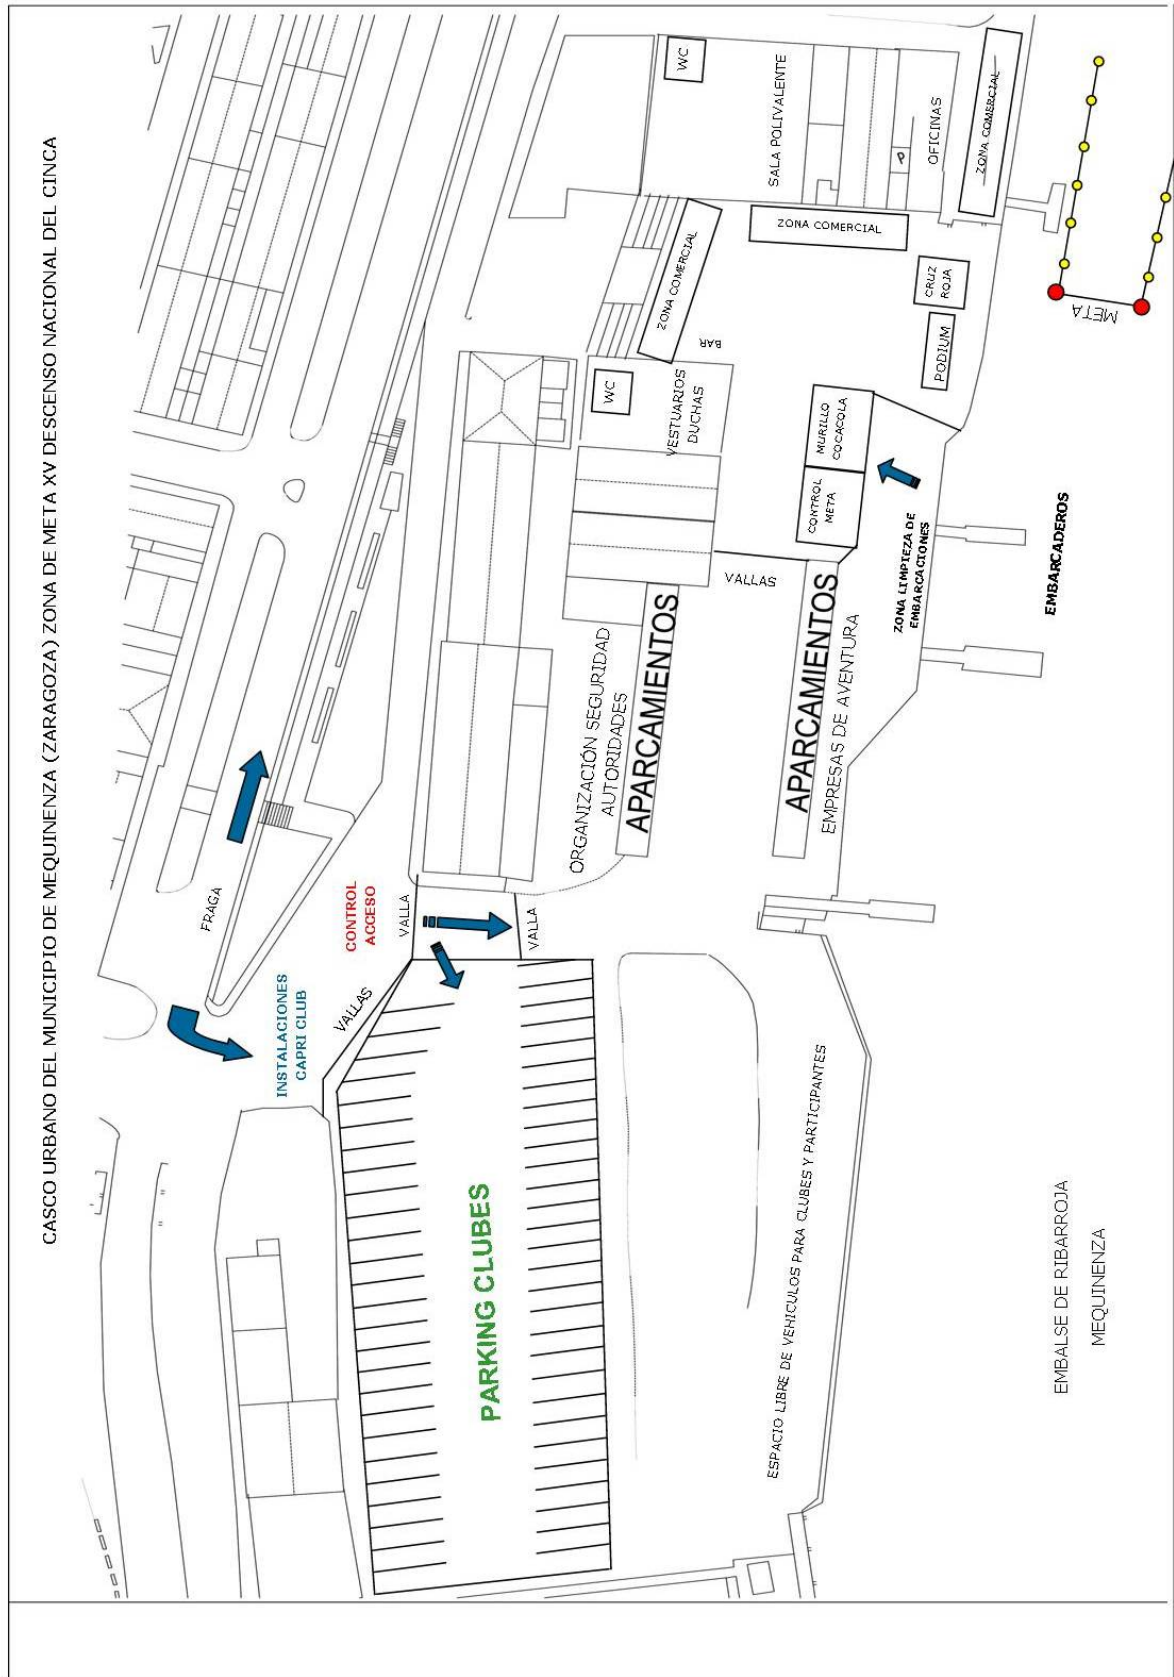 CASCO URBANO DEL MUNICIPIO DE MEQUINENZA (ZARAGOZA) ZONA DE META XV DESCENSO NACIONAL DEL CINCA
FRAGA
INSTALACIONES
CAPRI CLUB
CONTROL
ACCESO
VALLAS
VALLA
VALLA
PARKING CLUBES
ORGANIZACIÓN SEGURIDAD
AUTORIDADES
APARCAMIENTOS
APARCAMIENTOS
EMPRESAS DE AVENTURA
VALLAS
WC
VESTUARIOS
DUCHAS
ZONA COMERCIAL
BAR
WC
SALA POLIVALENTE
ZONA COMERCIAL
P
OFICINAS
ZONA COMERCIAL
CRUZ
ROJA
PODIUM
MURILLO
COCACOLA
CONTROL
META
ZONA LIMPIEZA DE
EMBARCACIONES
META
EMBARCADEROS
ESPACIO LIBRE DE VEHICULOS PARA CLUBES Y PARTICIPANTES
EMBALSE DE RIBARROJA
MEQUINENZA